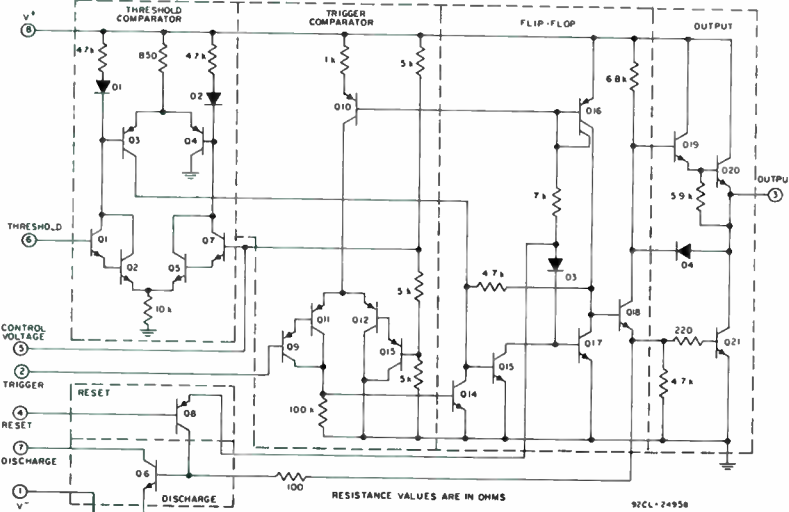 THRESHOLD
COMPARATOR
TRIGGER
COMPARATOR
FLIP-FLOP
OUTPUT
V+
8
4.7k
850
4.7k
1k
5k
6.8k
D1
D2
Q10
Q16
Q3
Q4
Q19
Q20
7k
5.9k
OUTPU
3
THRESHOLD
6
Q1
Q7
Q2
Q5
D3
D4
5k
4.7k
10k
Q11
Q12
Q18
CONTROL
VOLTAGE
5
Q9
Q13
Q15
Q17
220
Q21
2
TRIGGER
5k
RESET
Q14
4.7k
4
RESET
Q8
100k
7
DISCHARGE
Q6
100
1
V-
DISCHARGE
RESISTANCE VALUES ARE IN OHMS
92CL-24958